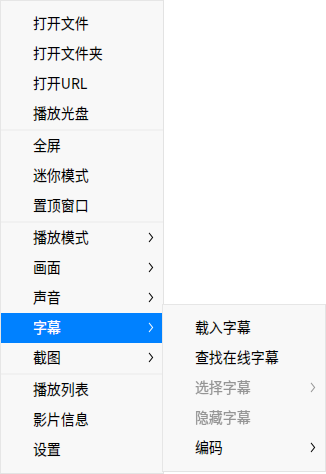 打开文件
打开文件夹
打开URL
播放光盘
全屏
迷你模式
置顶窗口
播放模式
画面
声音
字幕
截图
播放列表
影片信息
设置
载入字幕
查找在线字幕
选择字幕
隐藏字幕
编码